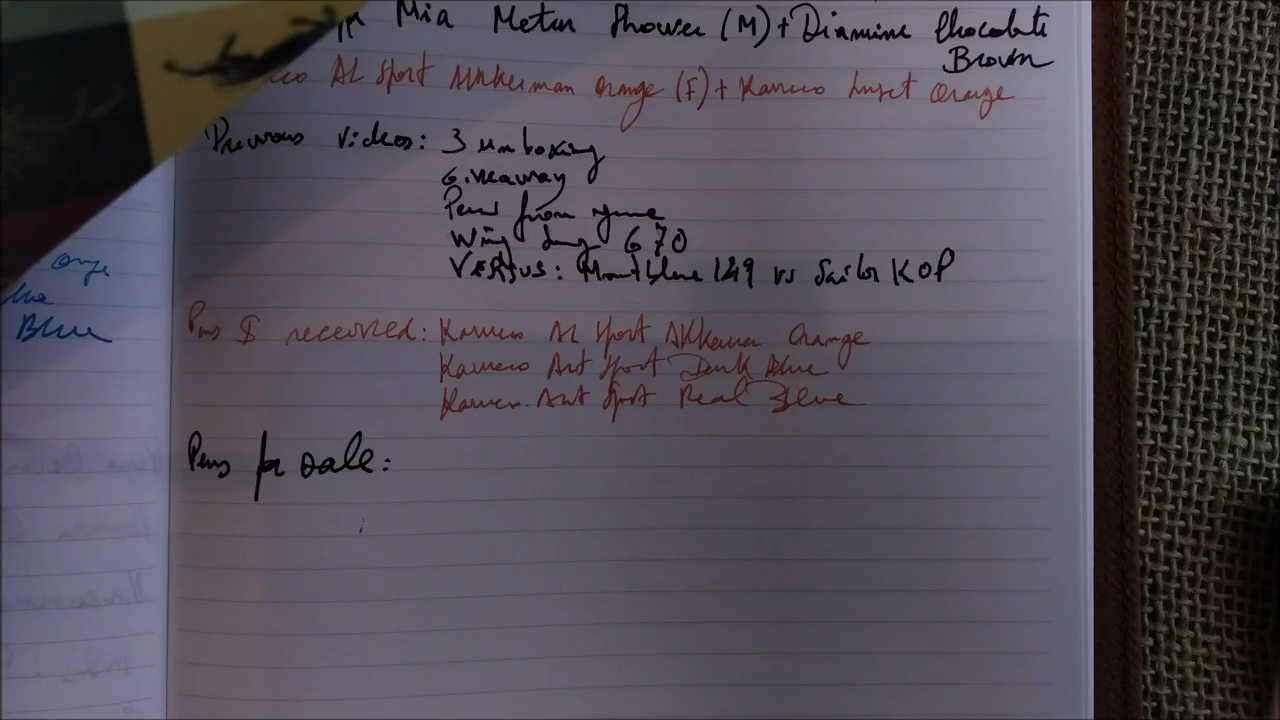 Mia Meteor Shower (M) + Diamine Chocolate
Brown
AL Sport Akkerman Orange (F) + Kaweco Sunset Orange
Previous videos: 3 unboxing
Giveaway
Pens from
Wing Sung 670
VERSUS: Montblanc 149 vs Sailor KOP
Pens I received: Kaweco AL Sport Akkerman Orange
Kaweco Art Sport Dark Blue
Kaweco Art Sport Real Blue
Pens for sale:
Blue